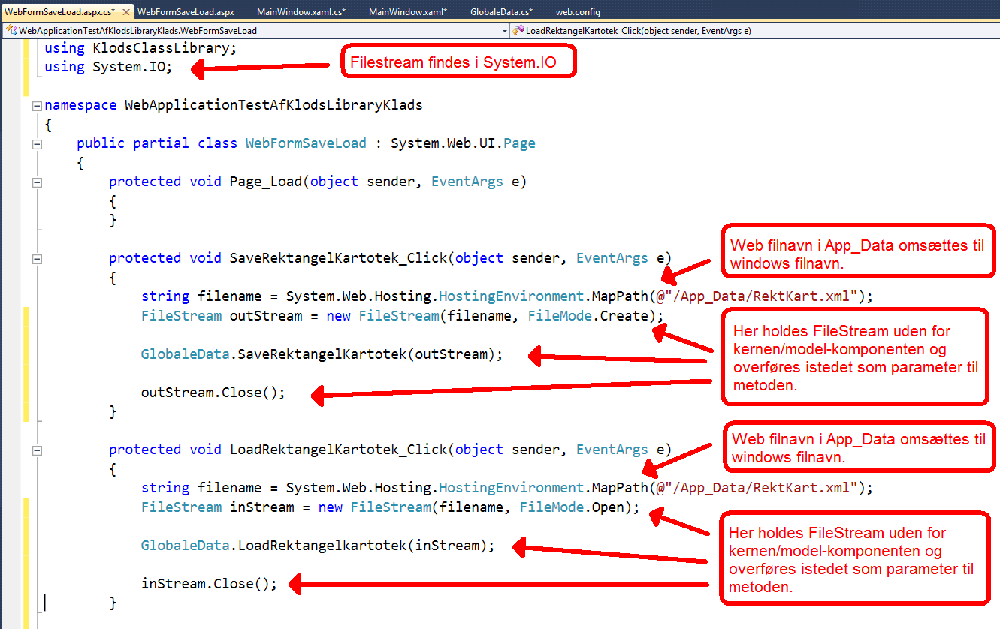 WebFormSaveLoad.aspx.cs* WebFormSaveLoad.aspx MainWindow.xaml.cs* MainWindow.xaml* GlobaleData.cs* web.config
WebApplicationTestAfKlodsLibraryKlads.WebFormSaveLoad LoadRektangelKartotek_Click(object sender, EventArgs e)
using KlodsClassLibrary;
using System.IO;
Filestream findes i System.IO
namespace WebApplicationTestAfKlodsLibraryKlads
{
public partial class WebFormSaveLoad : System.Web.UI.Page
{
protected void Page_Load(object sender, EventArgs e)
{
}
Web filnavn i App_Data omsættes til
windows filnavn.
protected void SaveRektangelKartotek_Click(object sender, EventArgs e)
{
string filename = System.Web.Hosting.HostingEnvironment.MapPath(@"/App_Data/RektKart.xml");
FileStream outStream = new FileStream(filename, FileMode.Create);
Her holdes FileStream uden for
kernen/model-komponenten og
overføres istedet som parameter til
metoden.
GlobaleData.SaveRektangelKartotek(outStream);
outStream.Close();
}
Web filnavn i App_Data omsættes til
windows filnavn.
protected void LoadRektangelKartotek_Click(object sender, EventArgs e)
{
string filename = System.Web.Hosting.HostingEnvironment.MapPath(@"/App_Data/RektKart.xml");
FileStream inStream = new FileStream(filename, FileMode.Open);
Her holdes FileStream uden for
kernen/model-komponenten og
overføres istedet som parameter til
metoden.
GlobaleData.LoadRektangelkartotek(inStream);
inStream.Close();
}